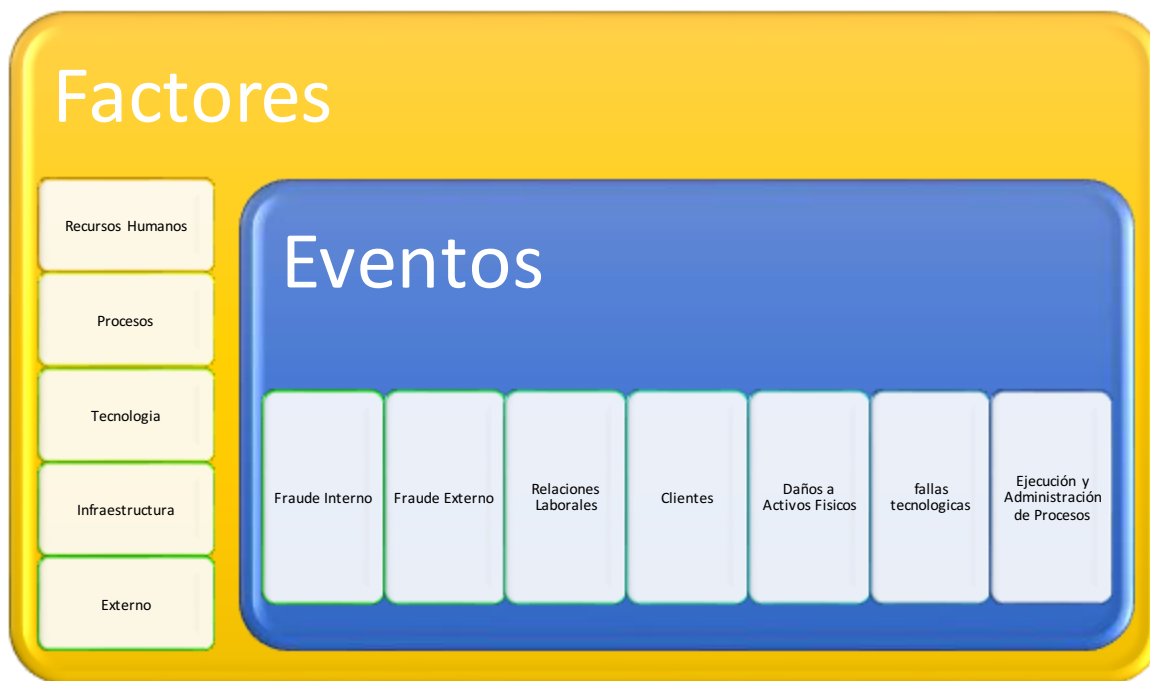 Factores
Recursos Humanos
Procesos
Tecnologia
Infraestructura
Externo
Eventos
Fraude Interno
Fraude Externo
Relaciones
Laborales
Clientes
Daños a
Activos Fisicos
fallas
tecnologicas
Ejecución y
Administración
de Procesos